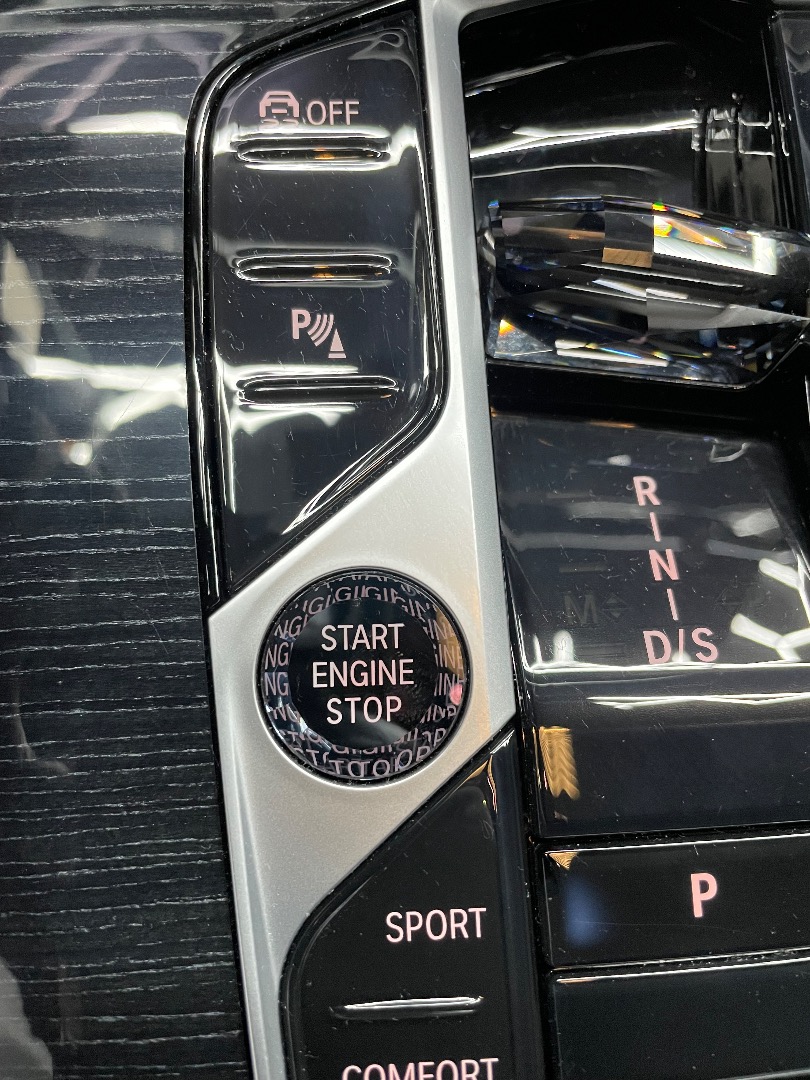 OFF
P
START
ENGINE
STOP
R
N
M
D/S
P
SPORT
COMFORT